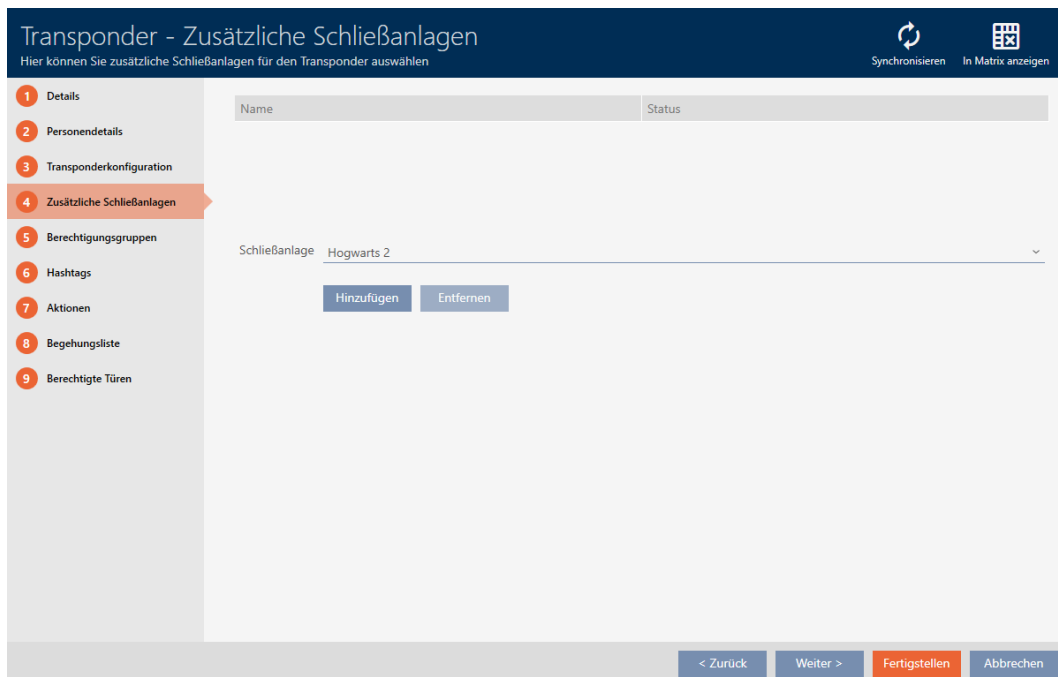 Transponder - Zusätzliche Schließanlagen
Hier können Sie zusätzliche Schließanlagen für den Transponder auswählen
Synchronisieren
In Matrix anzeigen
1 Details
2 Personendetails
3 Transponderkonfiguration
4 Zusätzliche Schließanlagen
5 Berechtigungsgruppen
6 Hashtags
7 Aktionen
8 Begehungsliste
9 Berechtigte Türen
Name Status
Schließanlage Hogwarts 2
Hinzufügen Entfernen
< Zurück Weiter > Fertigstellen Abbrechen